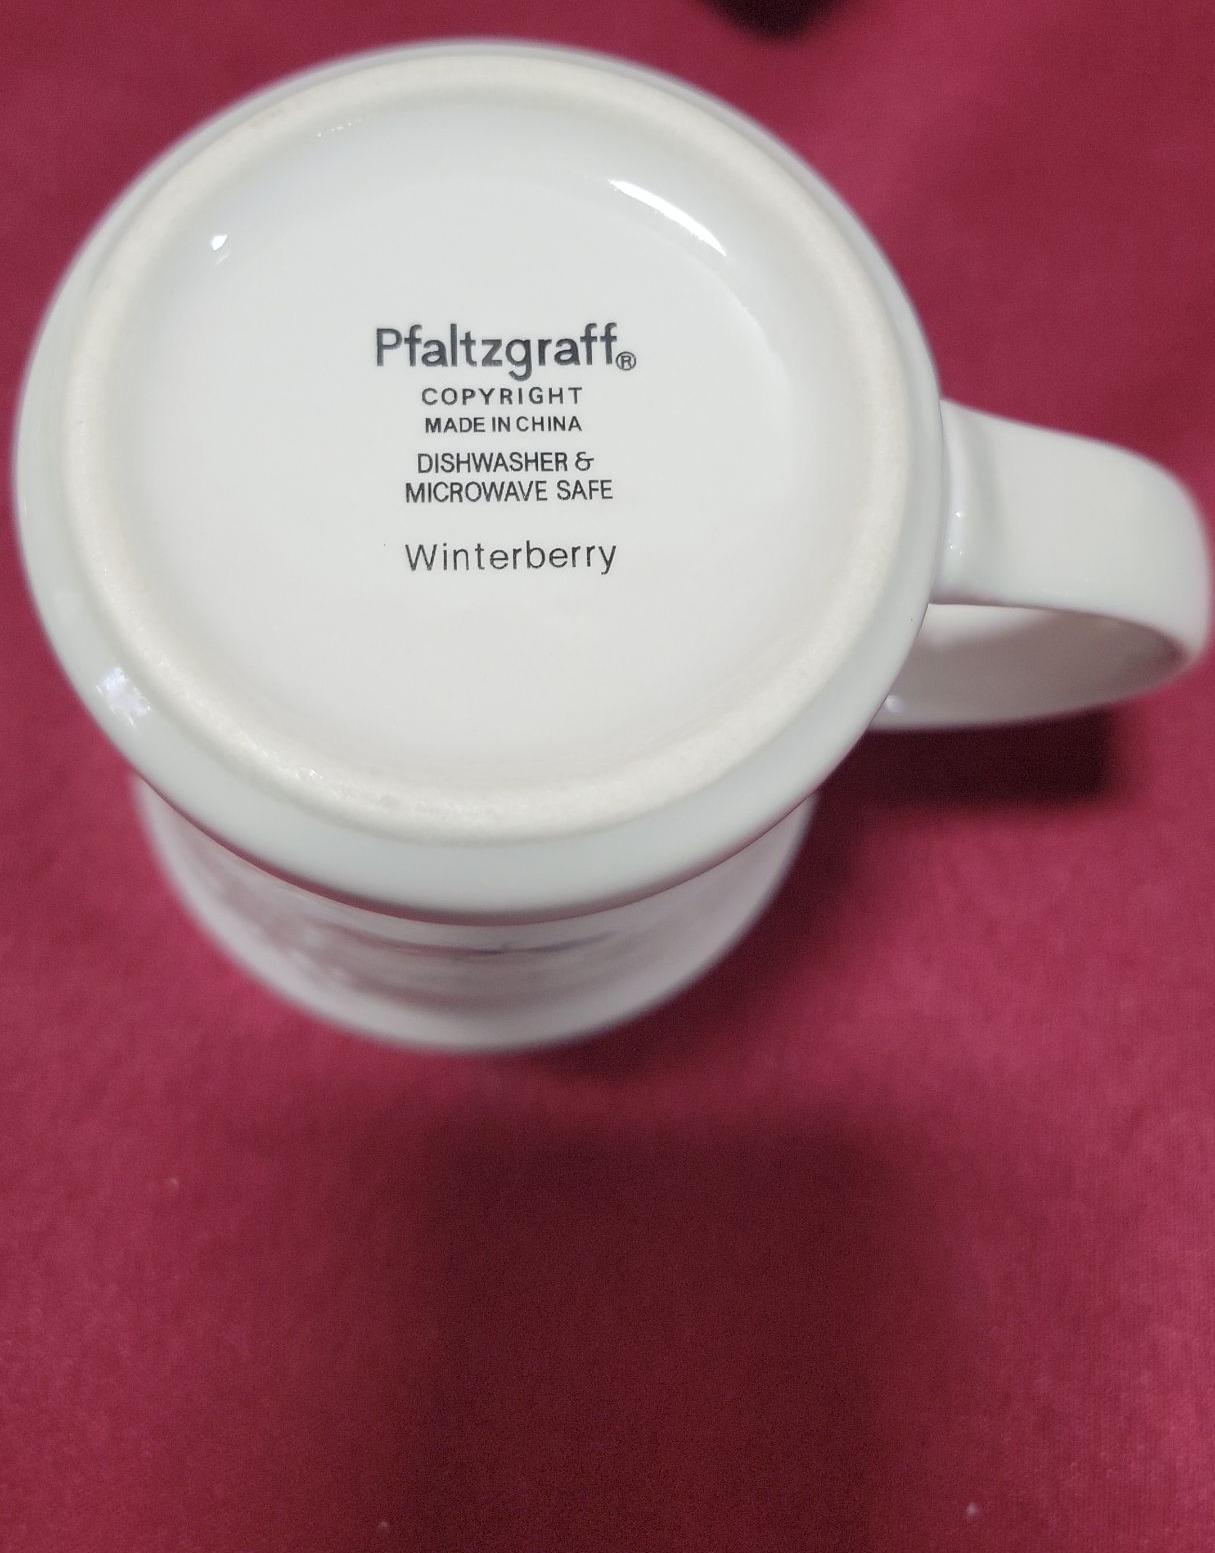 Pfaltzgraff®
COPYRIGHT
MADE IN CHINA
DISHWASHER &
MICROWAVE SAFE
Winterberry